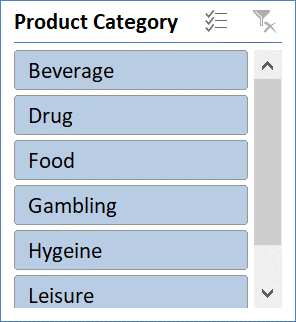 Product Category
Beverage
Drug
Food
Gambling
Hygeine
Leisure